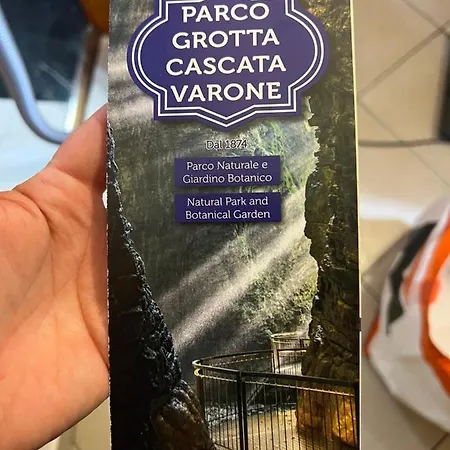 PARCO
GROTTA
CASCATA
VARONE
Dal 1874
Parco Naturale e
Giardino Botanico
Natural Park and
Botanical Garden